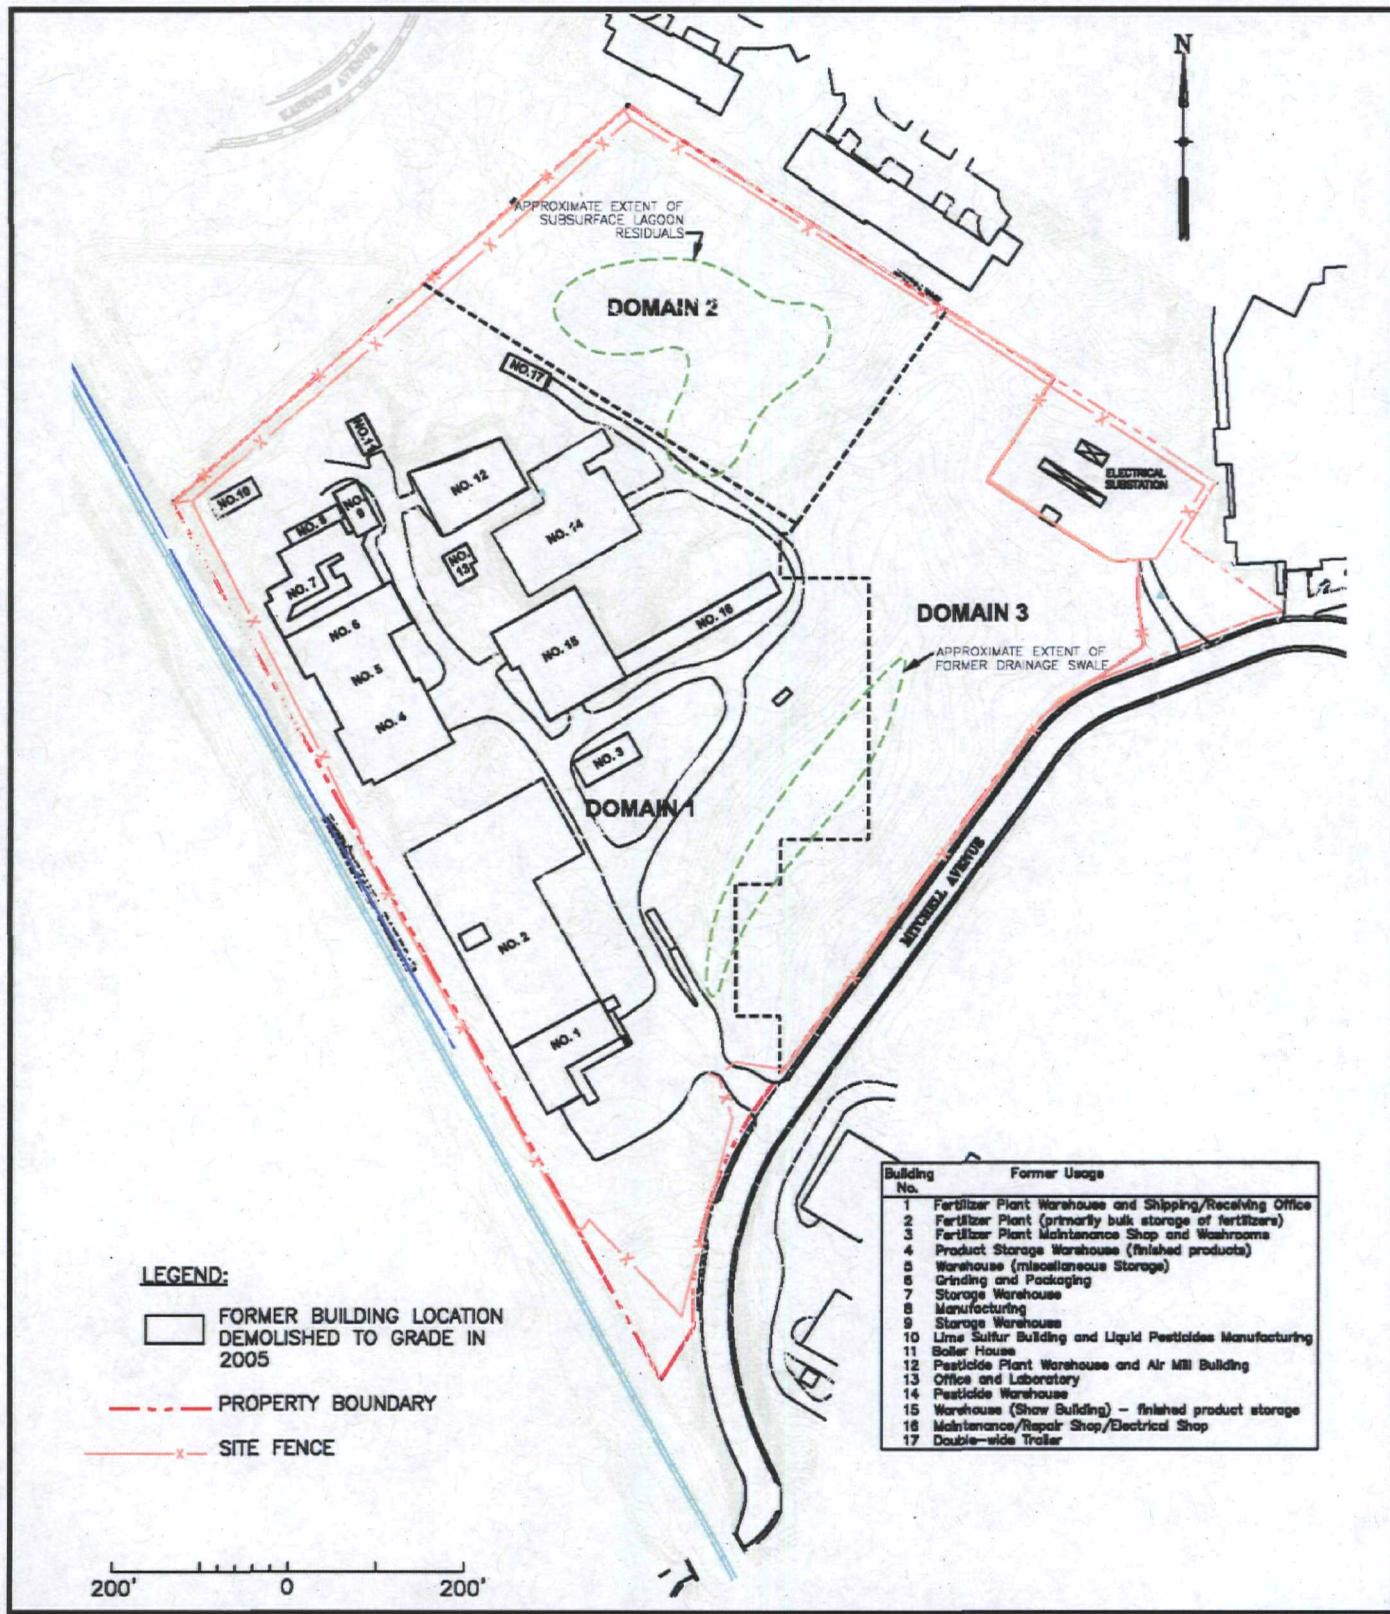 KARNOP AVENUE
N
APPROXIMATE EXTENT OF
SUBSURFACE LAGOON
RESIDUALS
DOMAIN 2
NO.17
NO.11
NO. 12
NO.10
NO. 8
NO.
9
NO.
13
NO. 14
NO. 7
NO. 6
NO. 5
NO. 4
NO. 15
NO. 16
NO. 3
NO. 2
NO. 1
ELECTRICAL
SUBSTATION
DOMAIN 3
APPROXIMATE EXTENT OF
FORMER DRAINAGE SWALE
DOMAIN 1
MITCHELL AVENUE
Building
No. Former Usage
1 Fertilizer Plant Warehouse and Shipping/Receiving Office
2 Fertilizer Plant (primarily bulk storage of fertilizers)
3 Fertilizer Plant Maintenance Shop and Washrooms
4 Product Storage Warehouse (finished products)
5 Warehouse (miscellaneous Storage)
6 Grinding and Packaging
7 Storage Warehouse
8 Manufacturing
9 Storage Warehouse
10 Lime Sulfur Building and Liquid Pesticides Manufacturing
11 Boiler House
12 Pesticide Plant Warehouse and Air Mill Building
13 Office and Laboratory
14 Pesticide Warehouse
15 Warehouse (Show Building) - finished product storage
16 Maintenance/Repair Shop/Electrical Shop
17 Double-wide Trailer
LEGEND:
FORMER BUILDING LOCATION
DEMOLISHED TO GRADE IN
2005
PROPERTY BOUNDARY
SITE FENCE
200' 0 200'